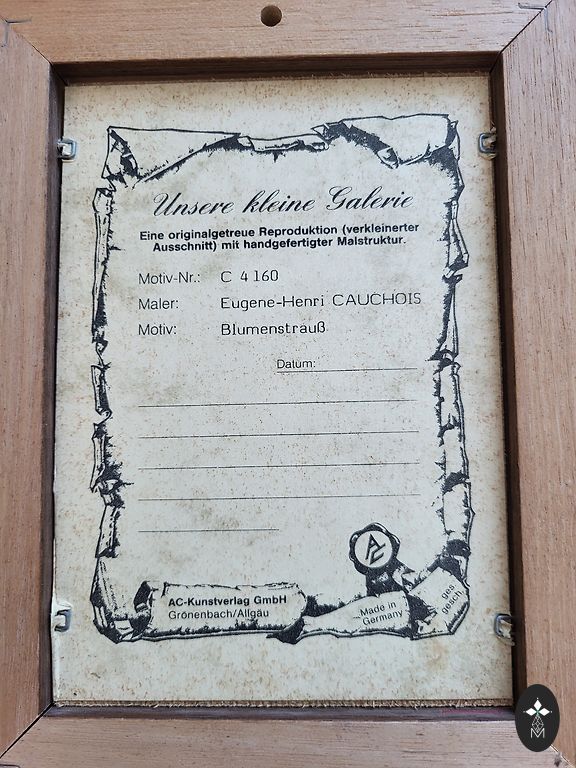 Unsere kleine Galerie
Eine originalgetreue Reproduktion (verkleinerter
Ausschnitt) mit handgefertigter Malstruktur.
Motiv-Nr.: C 4160
Maler: Eugene-Henri CAUCHOIS
Motiv: Blumenstrauß
Datum:
AC
AC-Kunstverlag GmbH
Grönenbach/Allgäu
Made in
Germany
ges
gesch.
M